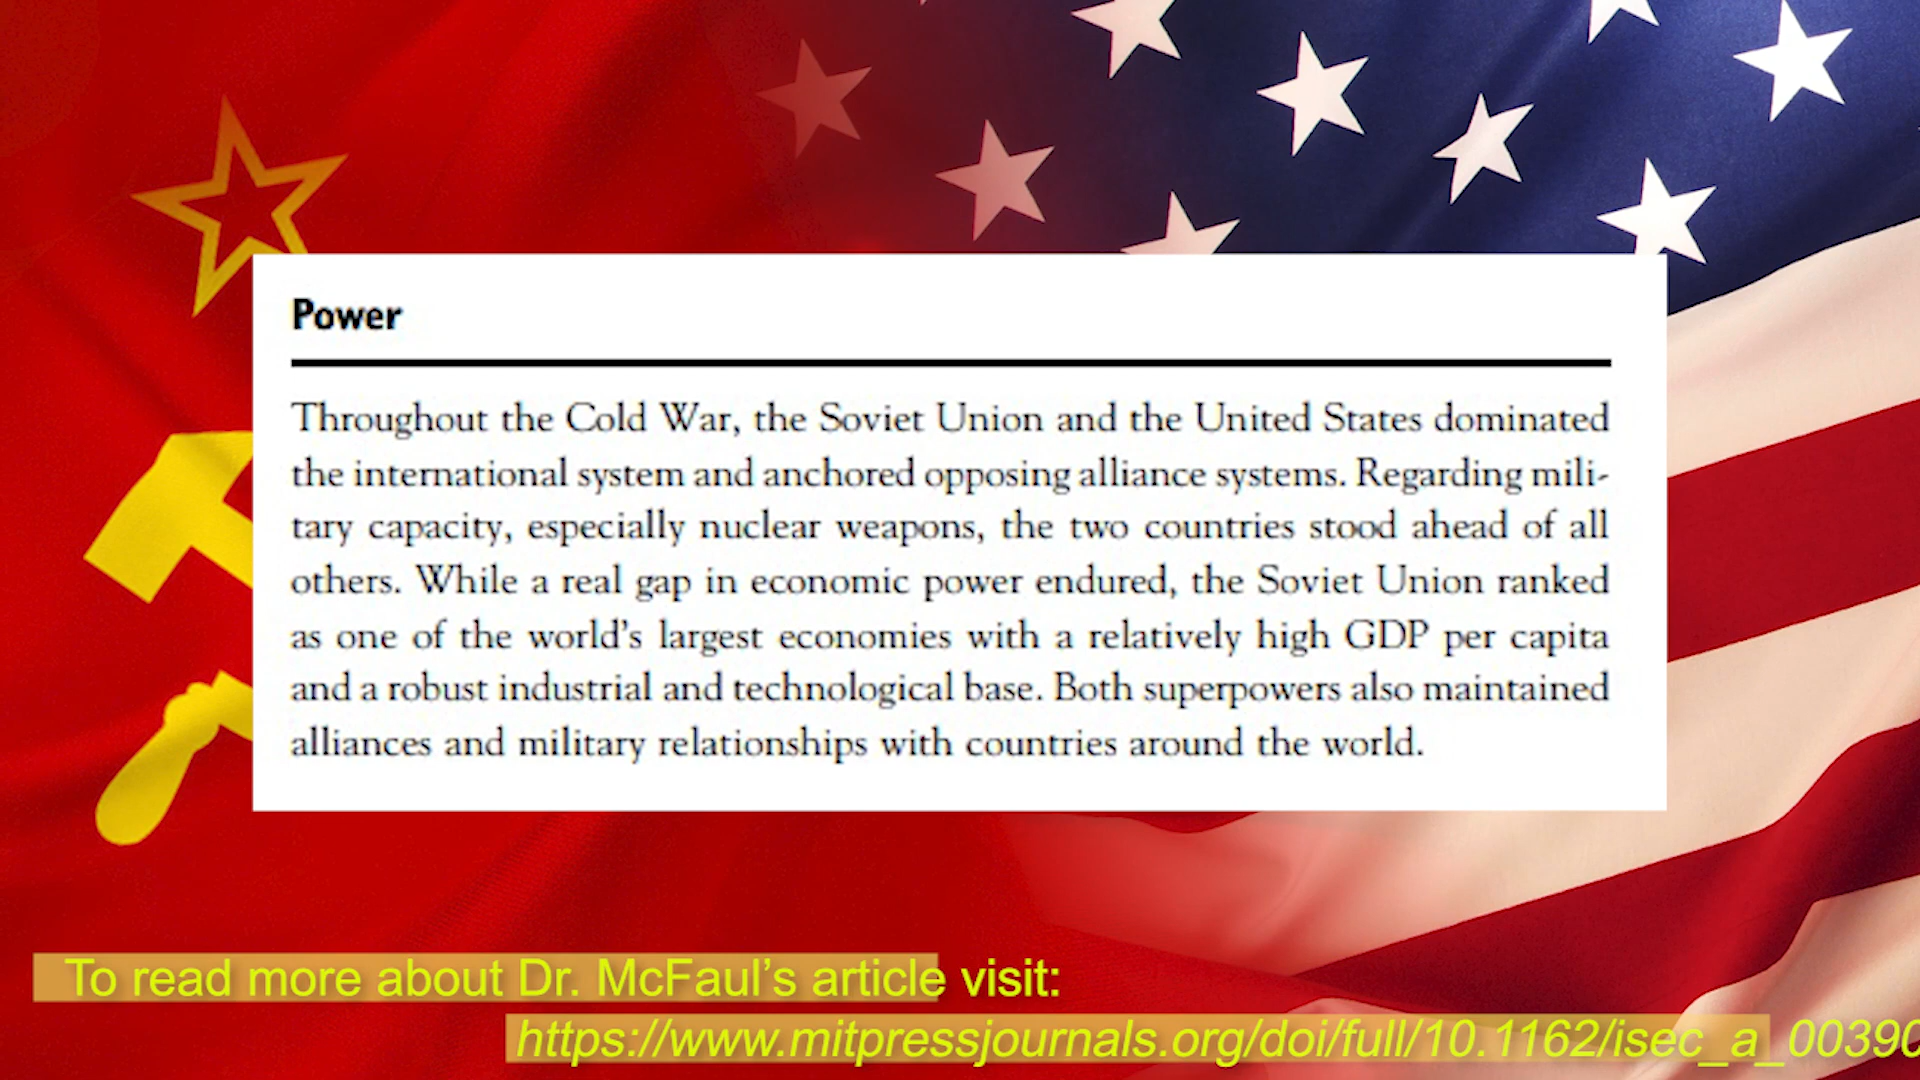 Power
Throughout the Cold War, the Soviet Union and the United States dominated
the international system and anchored opposing alliance systems. Regarding mili-
tary capacity, especially nuclear weapons, the two countries stood ahead of all
others. While a real gap in economic power endured, the Soviet Union ranked
as one of the world's largest economies with a relatively high GDP per capita
and a robust industrial and technological base. Both superpowers also maintained
alliances and military relationships with countries around the world.
To read more about Dr. McFaul's article visit:
https://www.mitpressjournals.org/doi/full/10.1162/isec_a_00390